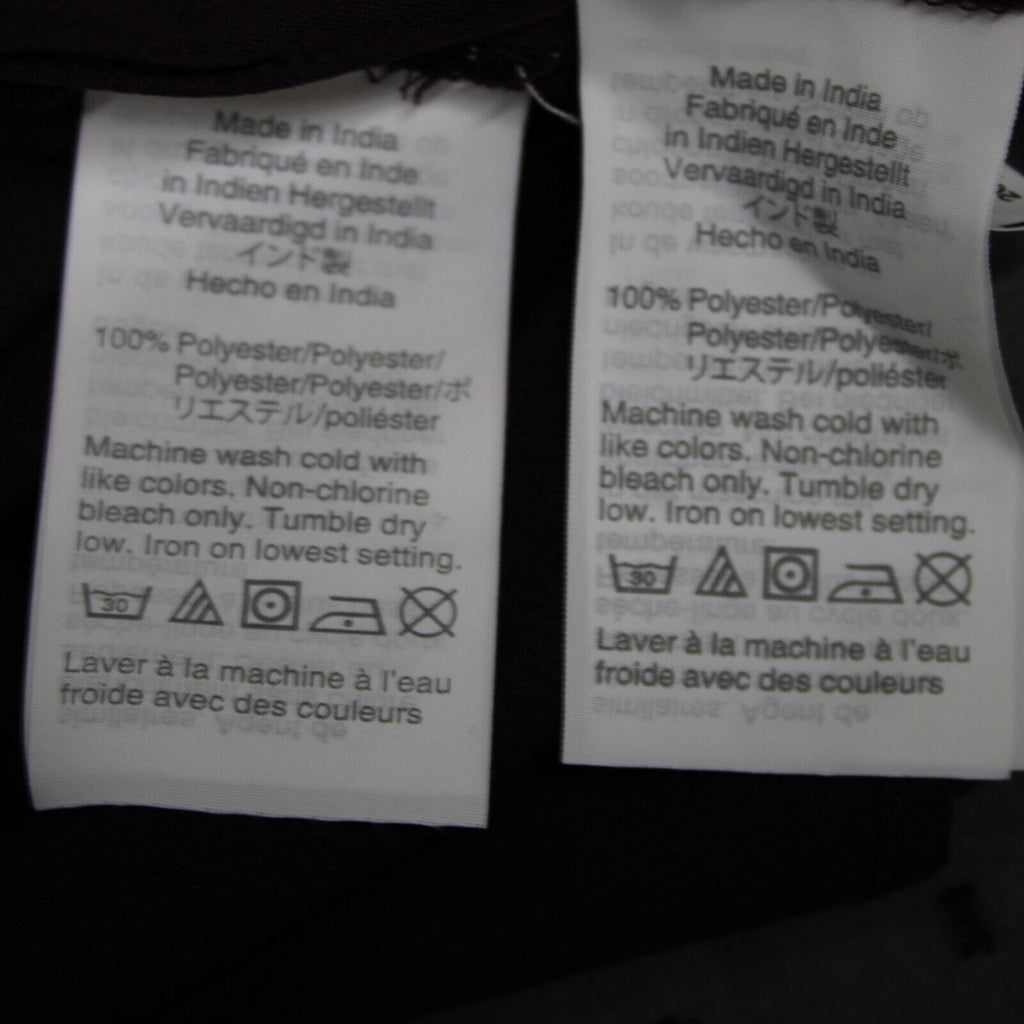 Made in India
Fabriqué en Inde
in Indien Hergestellt
Vervaardigd in India
インド製
Hecho en India
100% Polyester/Polyester/
Polyester/Polyester/ポ
リエステル/poliéster
Machine wash cold with
like colors. Non-chlorine
bleach only. Tumble dry
low. Iron on lowest setting.
30
Laver à la machine à l'eau
froide avec des couleurs
Made in India
Fabriqué en Inde
in Indien Hergestellt
Vervaardigd in India
インド製
Hecho en India
100% Polyester/Polyester/
Polyester/Polyester/ポ
リエステル/poliéster
Machine wash cold with
like colors. Non-chlorine
bleach only. Tumble dry
low. Iron on lowest setting.
30
Laver à la machine à l'eau
froide avec des couleurs